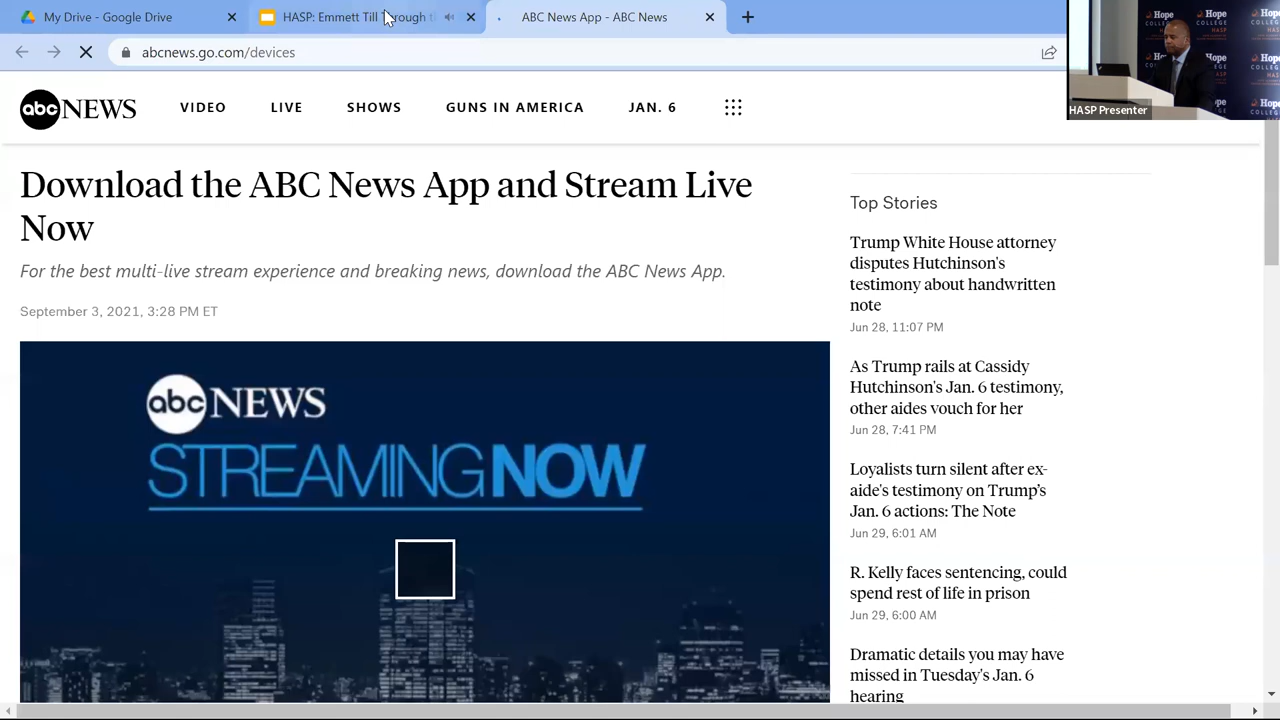 My Drive - Google Drive
HASP: Emmett Till through
App - ABC News
abcnews.go.com/devices
abc NEWS
VIDEO
LIVE
SHOWS
GUNS IN AMERICA
JAN. 6
Hope
COLLEGE
HASP
HASP Presenter
Download the ABC News App and Stream Live
Now
For the best multi-live stream experience and breaking news, download the ABC News App.
September 3, 2021, 3:28 PM ET
abc NEWS
STREAMING NOW
Top Stories
Trump White House attorney
disputes Hutchinson's
testimony about handwritten
note
Jun 28, 11:07 PM
As Trump rails at Cassidy
Hutchinson's Jan. 6 testimony,
other aides vouch for her
Jun 28, 7:41 PM
Loyalists turn silent after ex-
aide's testimony on Trump's
Jan. 6 actions: The Note
Jun 29, 6:01 AM
R. Kelly faces sentencing, could
spend rest of life in prison
AM
Dramatic details you may have
missed in Tuesday's Jan. 6
hearing